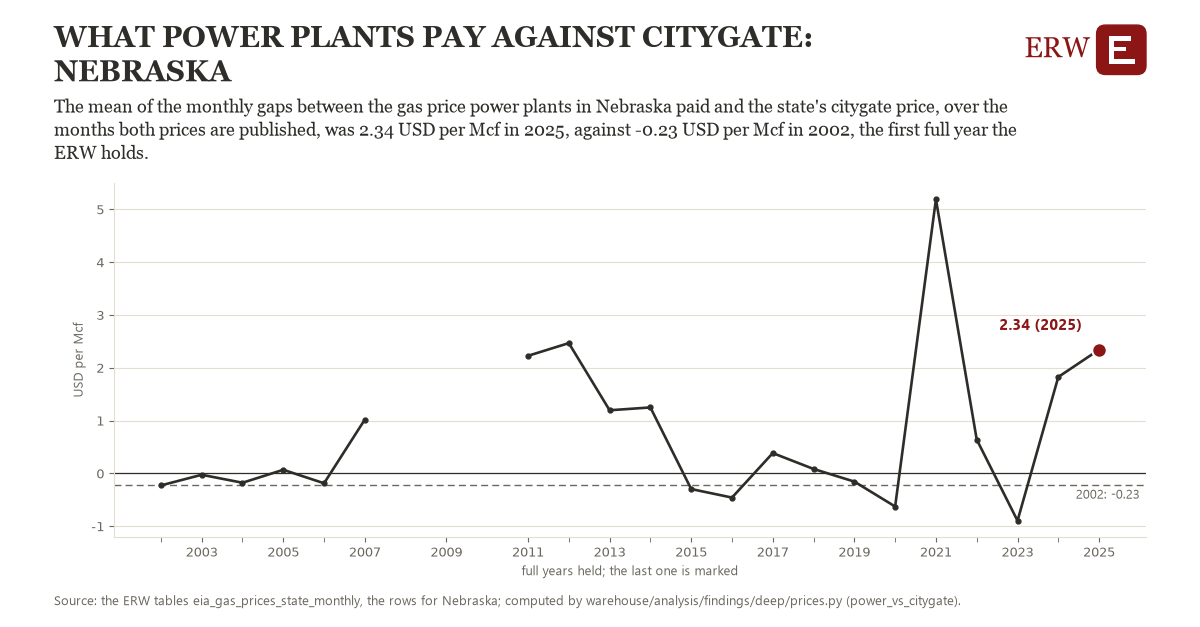 WHAT POWER PLANTS PAY AGAINST CITYGATE:
NEBRASKA
ERW E
The mean of the monthly gaps between the gas price power plants in Nebraska paid and the state's citygate price, over the
months both prices are published, was 2.34 USD per Mcf in 2025, against -0.23 USD per Mcf in 2002, the first full year the
ERW holds.
USD per Mcf
5
4
3
2
1
0
-1
2.34 (2025)
2002: -0.23
2003 2005 2007 2009 2011 2013 2015 2017 2019 2021 2023 2025
full years held; the last one is marked
Source: the ERW tables eia_gas_prices_state_monthly, the rows for Nebraska; computed by warehouse/analysis/findings/deep/prices.py (power_vs_citygate).